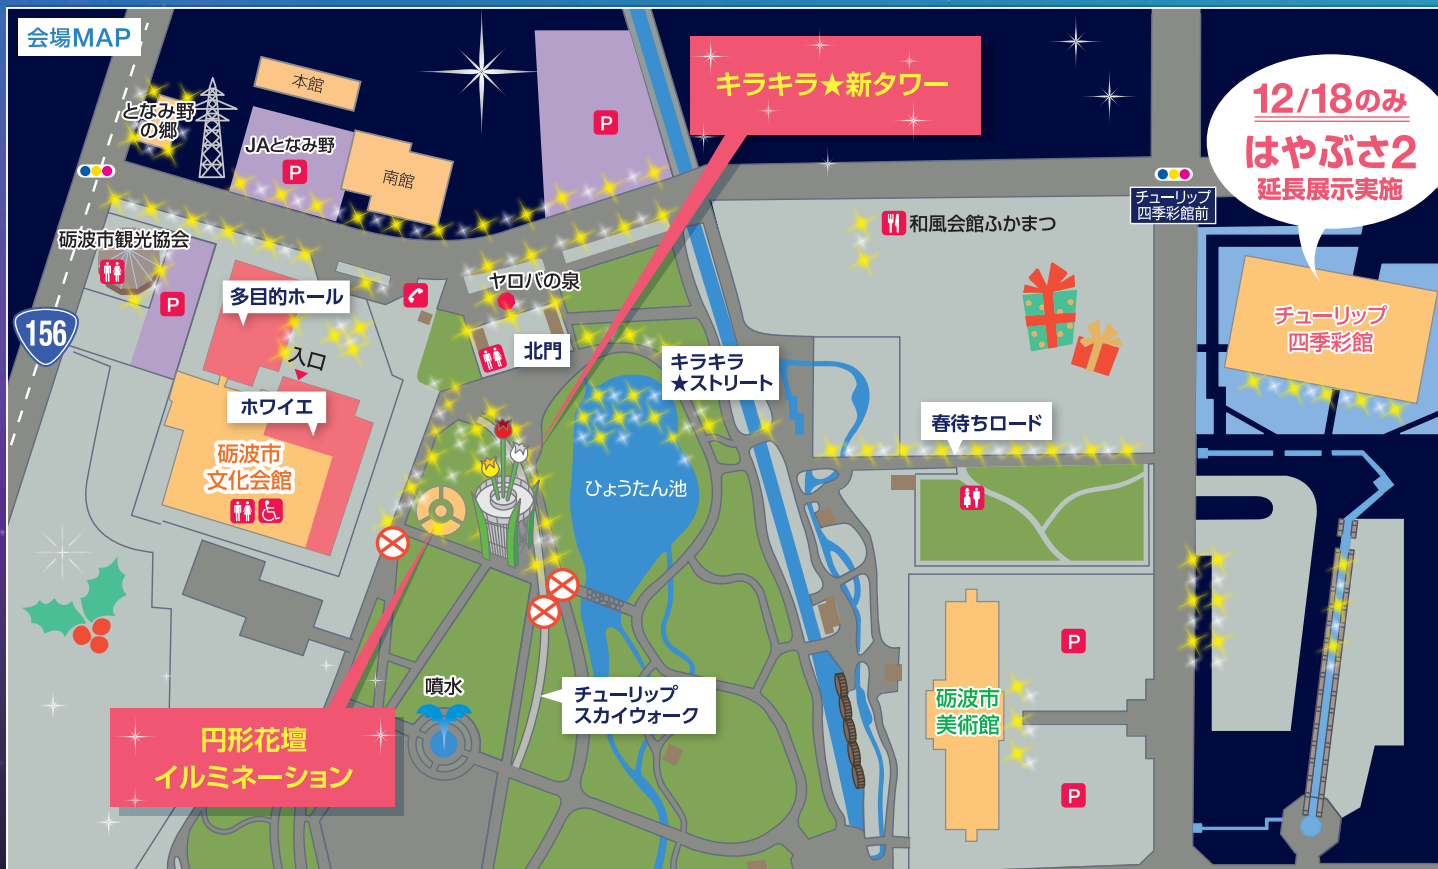 会場MAP
となみ野
の郷
本館
JAとなみ野
P
南館
P
キラキラ★新タワー
12/18のみ
はやぶさ2
延長展示実施
チューリップ
四季彩館前
和風会館ふかまつ
砺波市観光協会
P
156
多目的ホール
入口
ホワイエ
砺波市
文化会館
ヤロバの泉
北門
キラキラ
★ストリート
チューリップ
四季彩館
春待ちロード
ひょうたん池
P
砺波市
美術館
P
噴水
チューリップ
スカイウォーク
円形花壇
イルミネーション